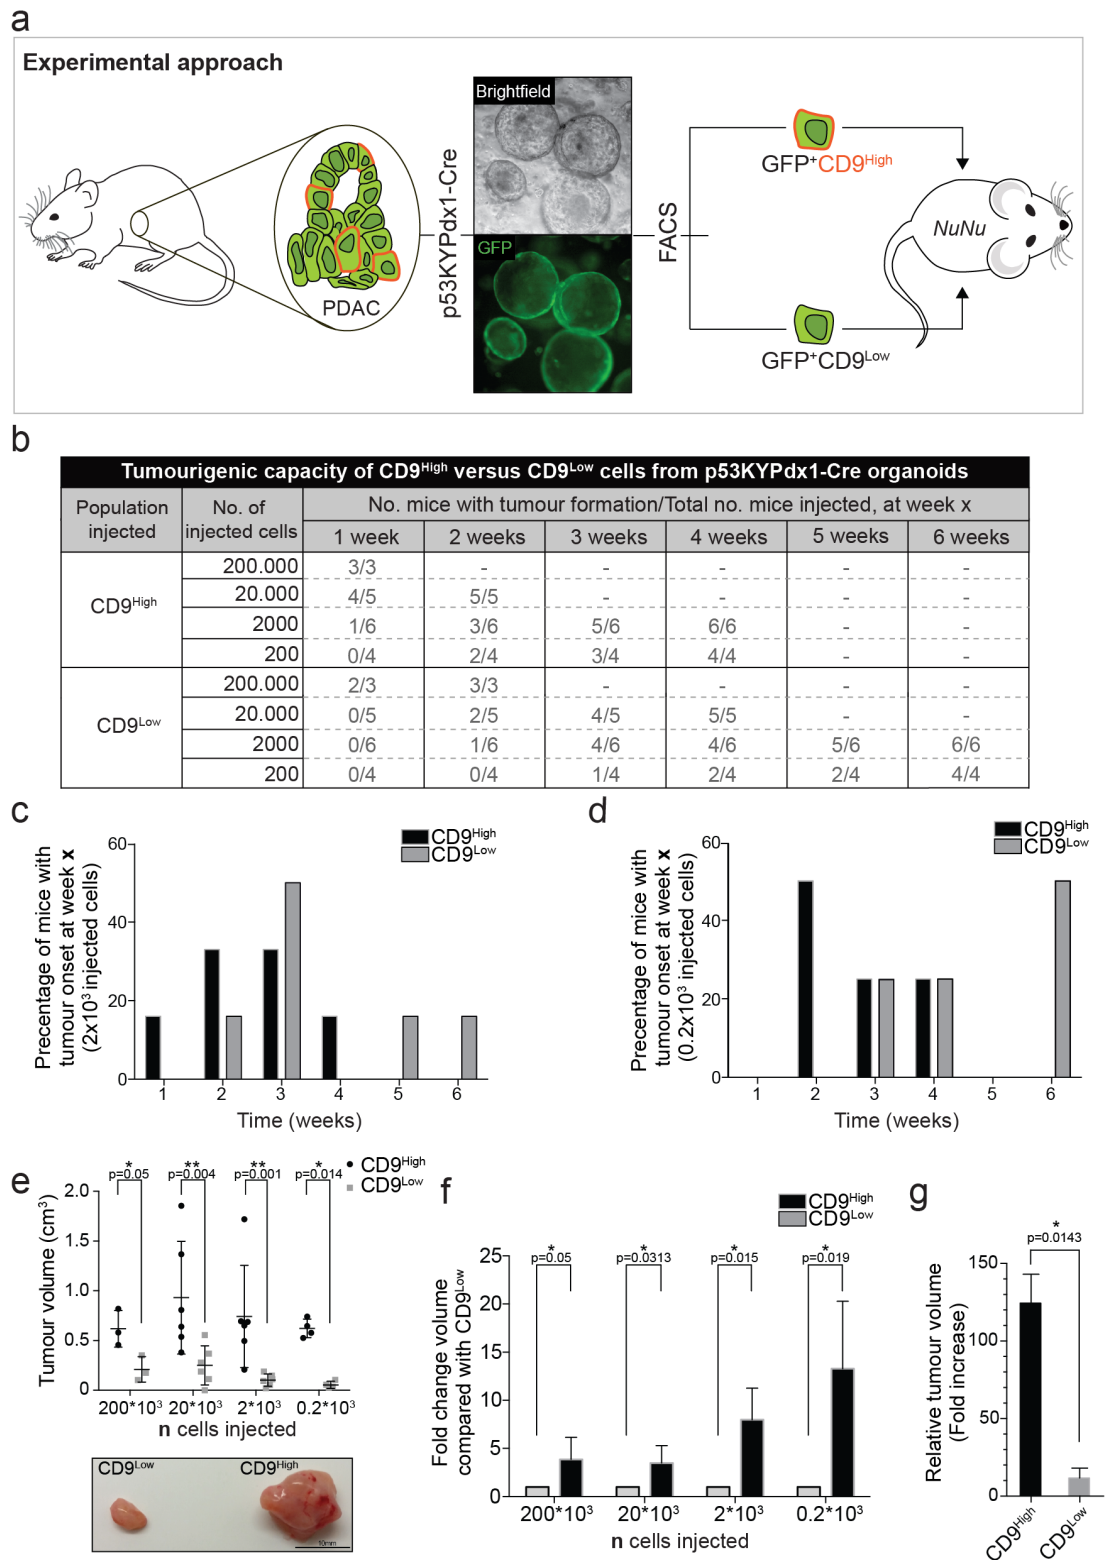 a
Experimental approach
Brightfield
GFP
PDAC
p53KYPdx1-Cre
FACS
GFP⁺CD9ᴴⁱᵍʰ
NuNu
GFP⁺CD9ᴸᵒʷ
b
Tumourigenic capacity of CD9ᴴⁱᵍʰ versus CD9ᴸᵒʷ cells from p53KYPdx1-Cre organoids
Population injected No. of injected cells No. mice with tumour formation/Total no. mice injected, at week x
1 week 2 weeks 3 weeks 4 weeks 5 weeks 6 weeks
CD9ᴴⁱᵍʰ
200.000 3/3 - - - - -
20.000 4/5 5/5 - - - -
2000 1/6 3/6 5/6 6/6 - -
200 0/4 2/4 3/4 4/4 - -
CD9ᴸᵒʷ
200.000 2/3 3/3 - - - -
20.000 0/5 2/5 4/5 5/5 - -
2000 0/6 1/6 4/6 4/6 5/6 6/6
200 0/4 0/4 1/4 2/4 2/4 4/4
c
CD9ᴴⁱᵍʰ
CD9ᴸᵒʷ
Precentage of mice with
tumour onset at week x
(2x10³ injected cells)
60
40
20
0
1 2 3 4 5 6
Time (weeks)
d
CD9ᴴⁱᵍʰ
CD9ᴸᵒʷ
Precentage of mice with
tumour onset at week x
(0.2x10³ injected cells)
60
40
20
0
1 2 3 4 5 6
Time (weeks)
e
* ** ** *
p=0.05 p=0.004 p=0.001 p=0.014
CD9ᴴⁱᵍʰ
CD9ᴸᵒʷ
Tumour volume (cm³)
2.0
1.5
1.0
0.5
0
200*10³ 20*10³ 2*10³ 0.2*10³
n cells injected
CD9ᴸᵒʷ CD9ᴴⁱᵍʰ
10mm
f
CD9ᴴⁱᵍʰ
CD9ᴸᵒʷ
* * * *
p=0.05 p=0.0313 p=0.015 p=0.019
Fold change volume
compared with CD9ᴸᵒʷ
25
20
15
10
5
0
200*10³ 20*10³ 2*10³ 0.2*10³
n cells injected
g
*
p=0.0143
Relative tumour volume
(Fold increase)
150
100
50
0
CD9ᴴⁱᵍʰ CD9ᴸᵒʷ